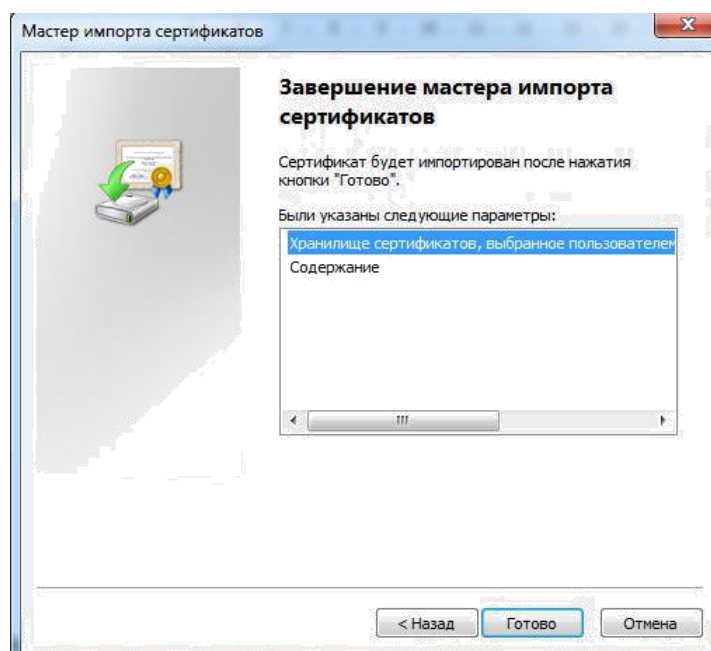 Мастер импорта сертификатов
Завершение мастера импорта
сертификатов
Сертификат будет импортирован после нажатия
кнопки "Готово".
Были указаны следующие параметры:
Хранилище сертификатов, выбранное пользователем
Содержание
< Назад
Готово
Отмена